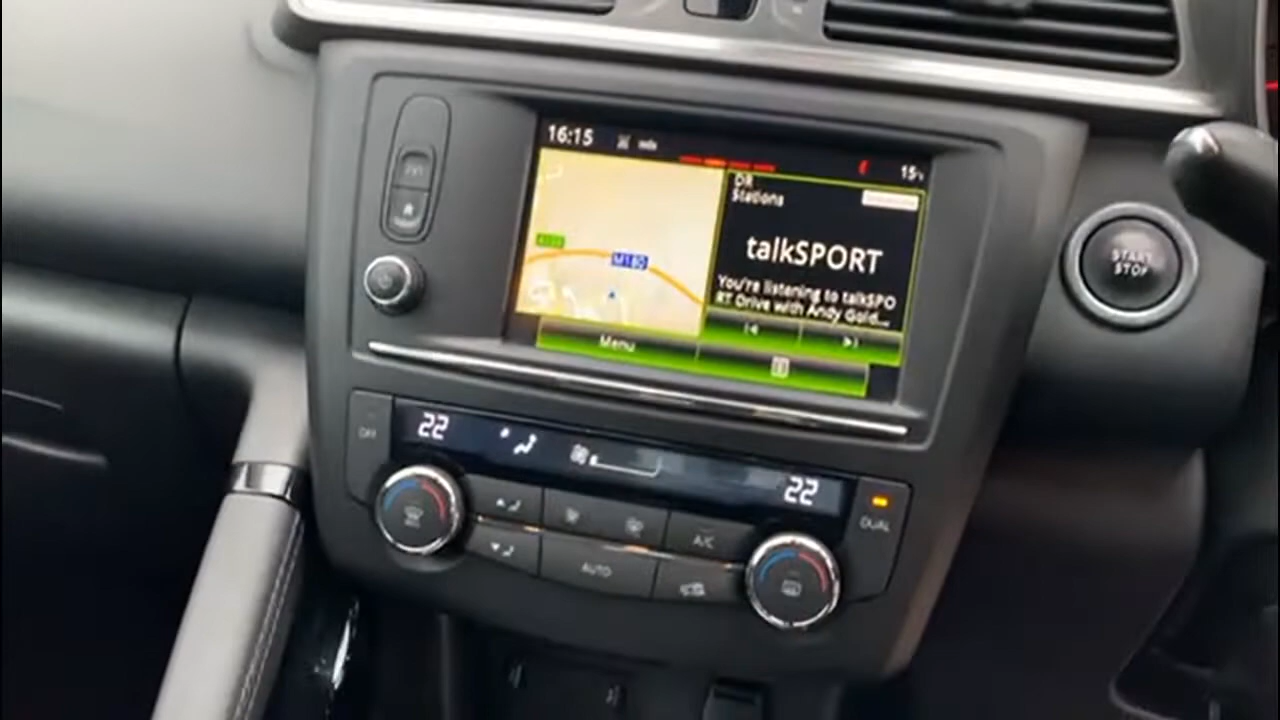 16:15
15°
DR
Stations
M180
talkSPORT
You're listening to talkSPO
RT Drive with Andy Gold...
Menu
START
STOP
22
22
OFF
DUAL
A/C
AUTO